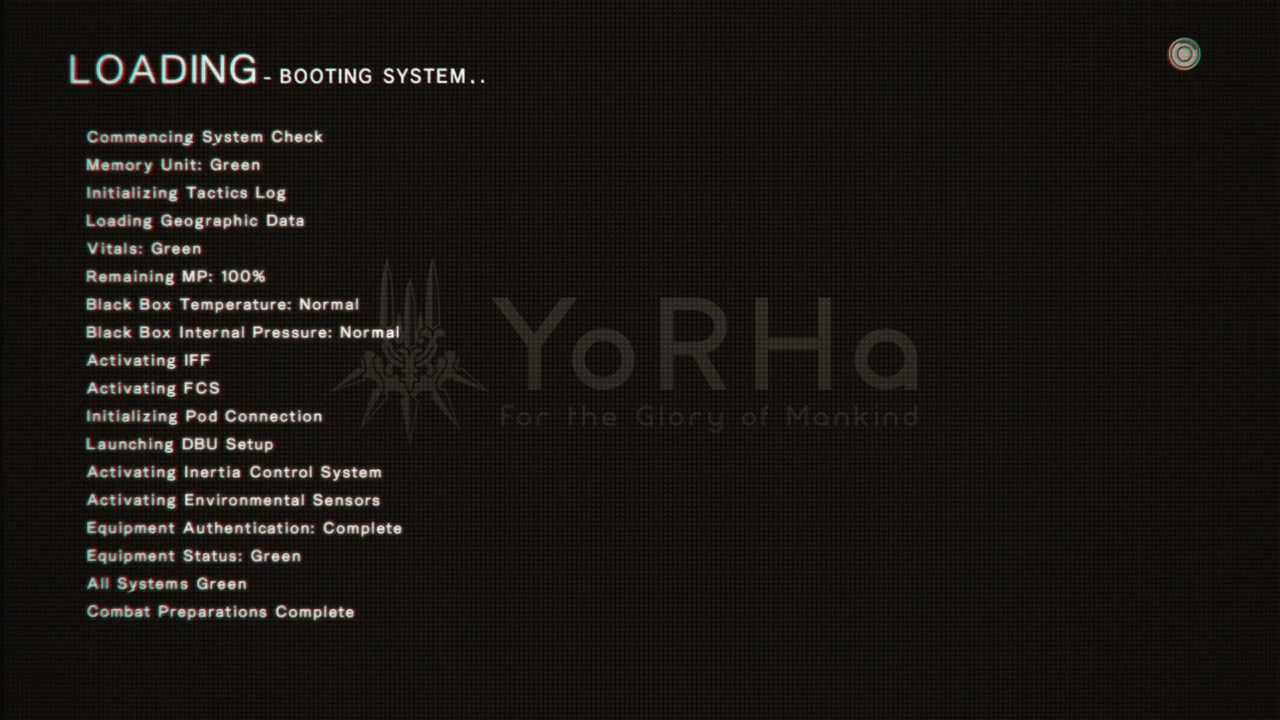 LOADING - BOOTING SYSTEM..
Commencing System Check
Memory Unit: Green
Initializing Tactics Log
Loading Geographic Data
Vitals: Green
Remaining MP: 100%
Black Box Temperature: Normal
Black Box Internal Pressure: Normal
Activating IFF
Activating FCS
Initializing Pod Connection
Launching DBU Setup
Activating Inertia Control System
Activating Environmental Sensors
Equipment Authentication: Complete
Equipment Status: Green
All Systems Green
Combat Preparations Complete
YoRHa
For the Glory of Mankind